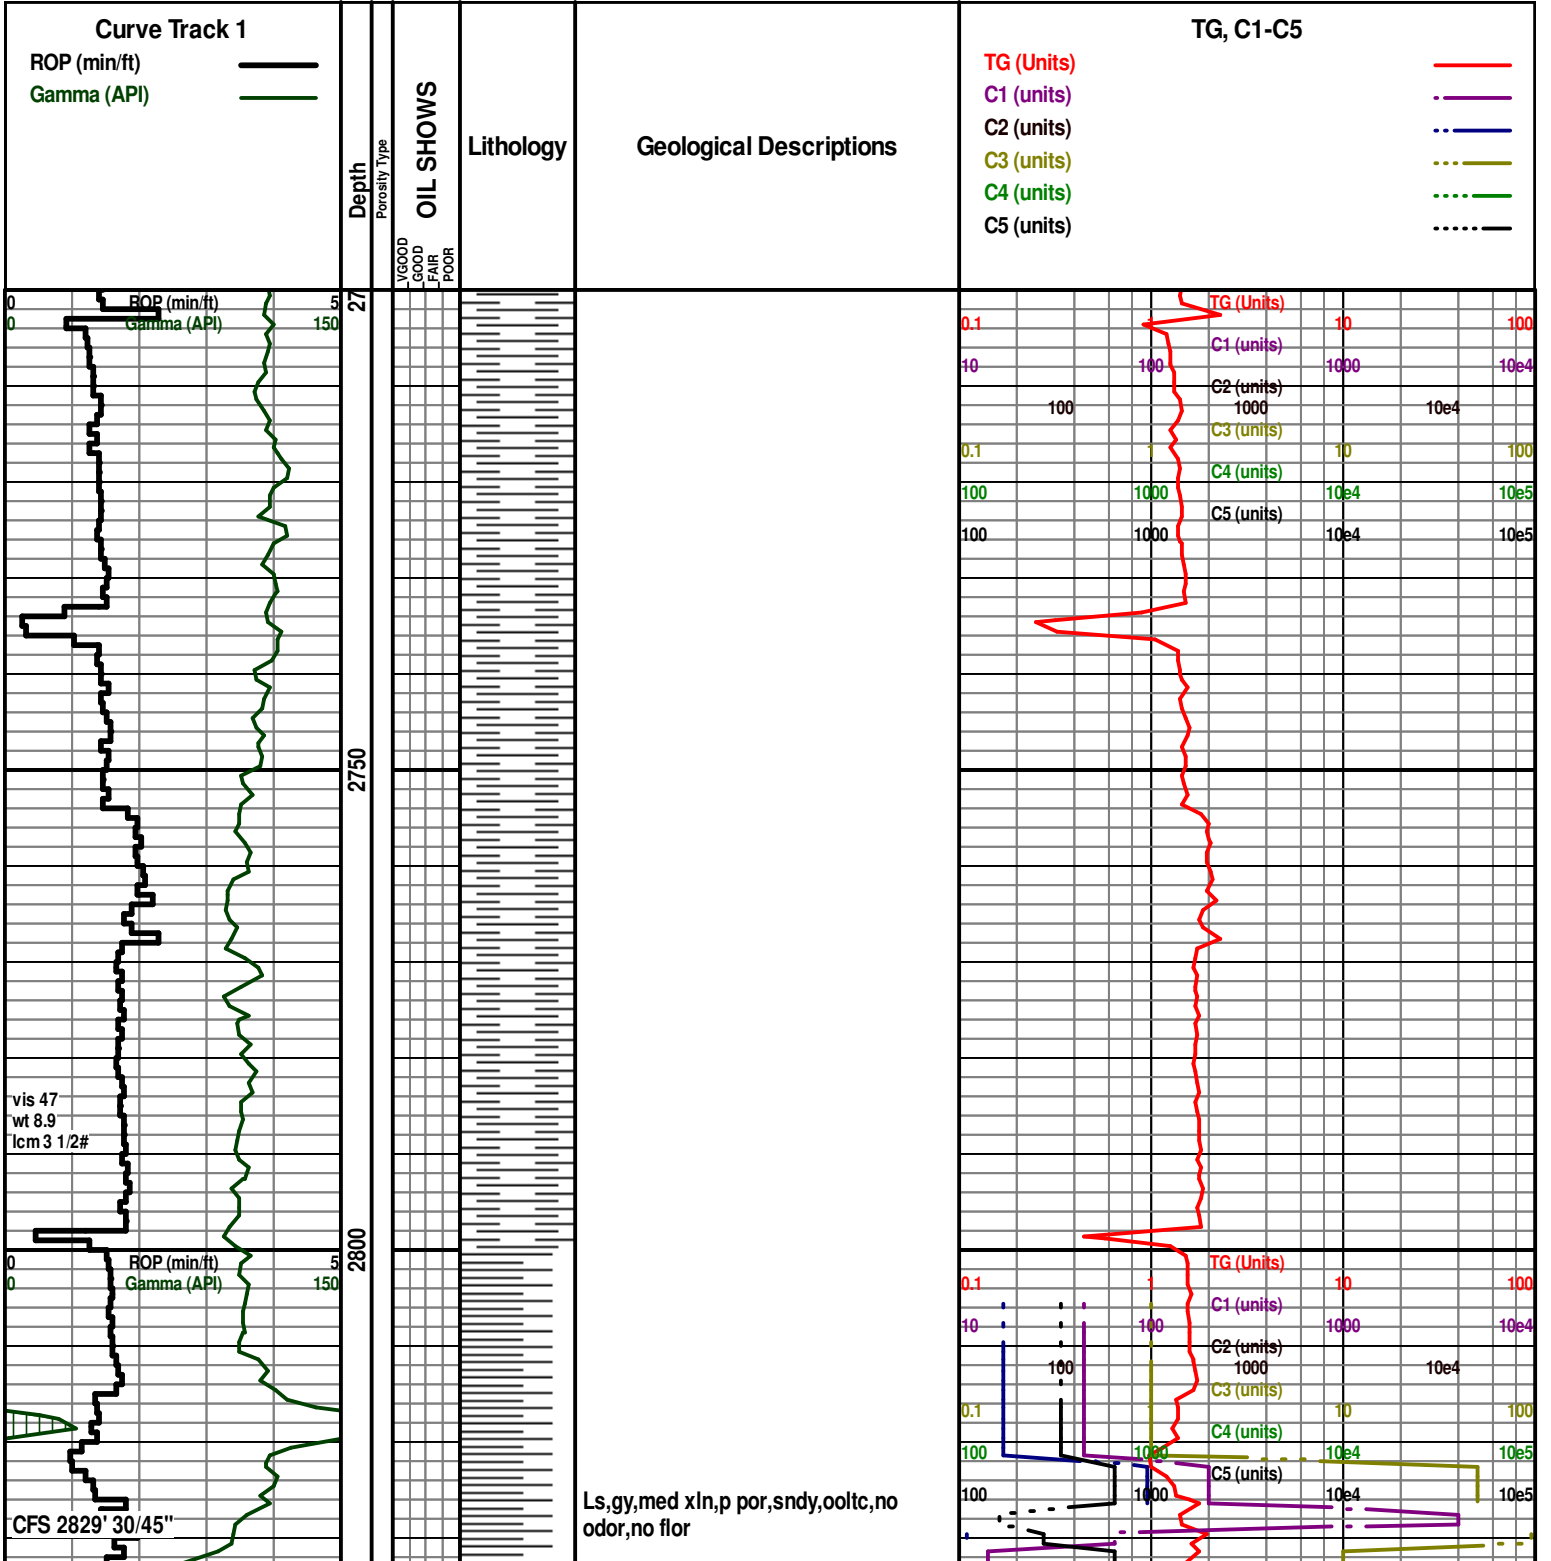 Curve Track 1
ROP (min/ft)
Gamma (API)
Depth
Porosity Type
OIL SHOWS
VGOOD
GOOD
FAIR
POOR
Lithology
Geological Descriptions
TG, C1-C5
TG (Units)
C1 (units)
C2 (units)
C3 (units)
C4 (units)
C5 (units)
0 ROP (min/ft) 5
0 Gamma (API) 150
27
TG (Units)
0.1 1 10 100
C1 (units)
10 100 1000 10e4
C2 (units)
100 1000 10e4
C3 (units)
0.1 1 10 100
C4 (units)
100 1000 10e4 10e5
C5 (units)
100 1000 10e4 10e5
2750
vis 47
wt 8.9
lcm 3 1/2#
2800
0 ROP (min/ft) 5
0 Gamma (API) 150
TG (Units)
0.1 1 10 100
C1 (units)
10 100 1000 10e4
C2 (units)
100 1000 10e4
C3 (units)
0.1 1 10 100
C4 (units)
100 1000 10e4 10e5
C5 (units)
100 1000 10e4 10e5
CFS 2829' 30/45"
Ls,gy,med xln,p por,sndy,ooltc,no
odor,no flor